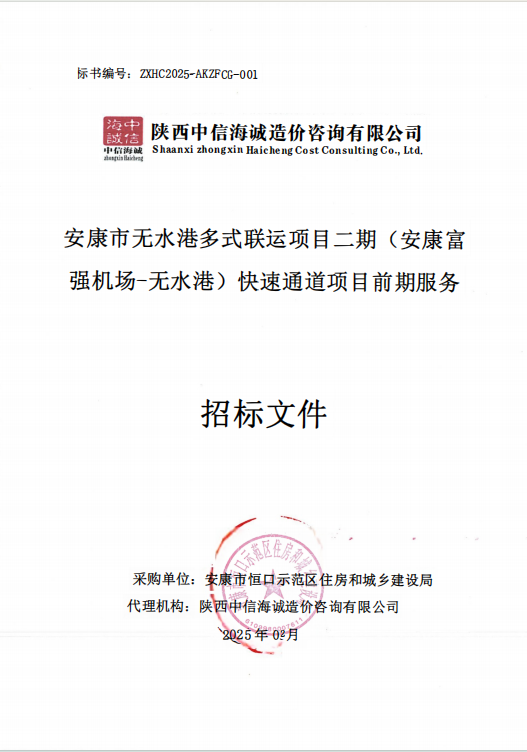 标书编号：ZXHC2025-AKZFCG-001
海中
誠信
中信海诚
zhongxin Haicheng
陕西中信海诚造价咨询有限公司
Shaanxi zhongxin Haicheng Cost Consulting Co., Ltd.
安康市无水港多式联运项目二期（安康富
强机场-无水港）快速通道项目前期服务
招标文件
采购单位：安康市恒口示范区住房和城乡建设局
代理机构：陕西中信海诚造价咨询有限公司
2025年02月